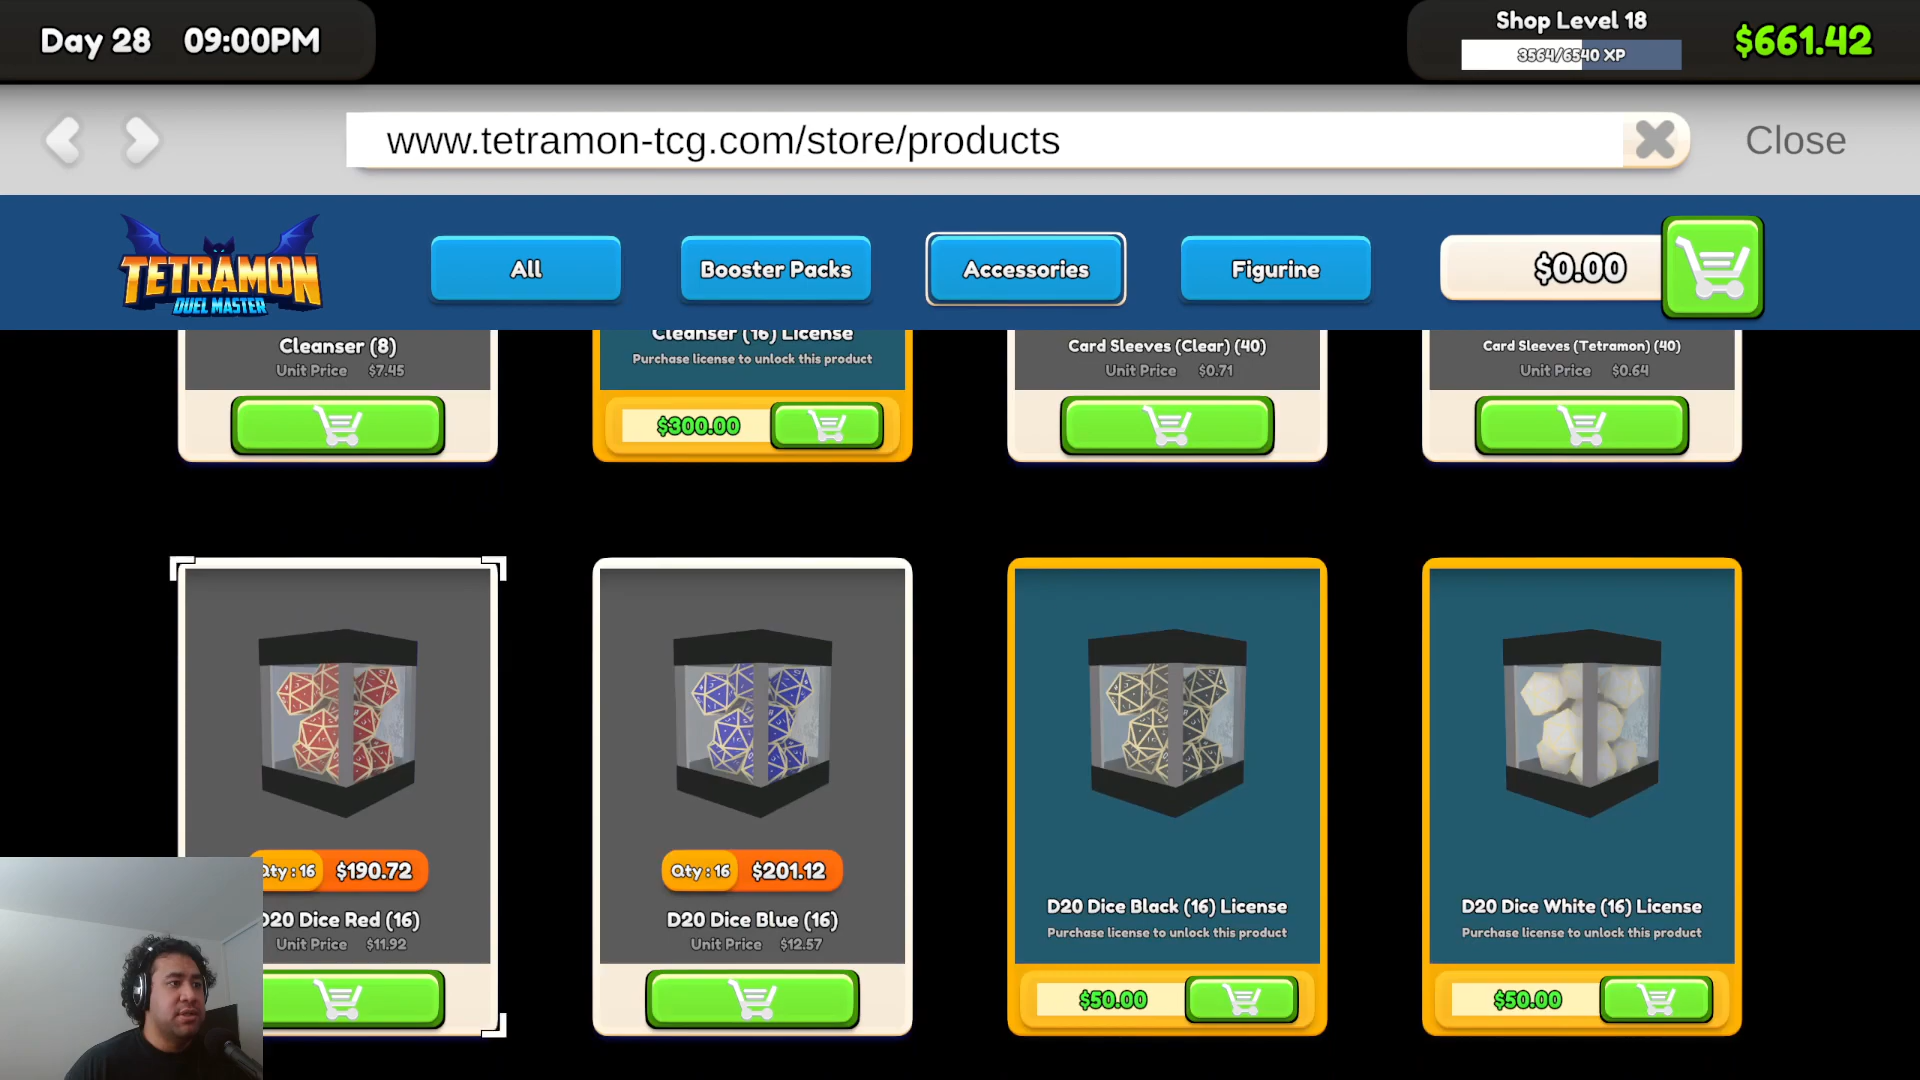 Day 28 09:00PM
Shop Level 18
3564/6540 XP
$661.42
www.tetramon-tcg.com/store/products
Close
TETRAMON
DUEL MASTER
All
Booster Packs
Accessories
Figurine
$0.00
Cleanser (8)
Unit Price $7.45
Cleanser (16) License
Purchase license to unlock this product
$300.00
Card Sleeves (Clear) (40)
Unit Price $0.71
Card Sleeves (Tetramon) (40)
Unit Price $0.64
Qty : 16 $190.72
D20 Dice Red (16)
Unit Price $11.92
Qty : 16 $201.12
D20 Dice Blue (16)
Unit Price $12.57
D20 Dice Black (16) License
Purchase license to unlock this product
$50.00
D20 Dice White (16) License
Purchase license to unlock this product
$50.00